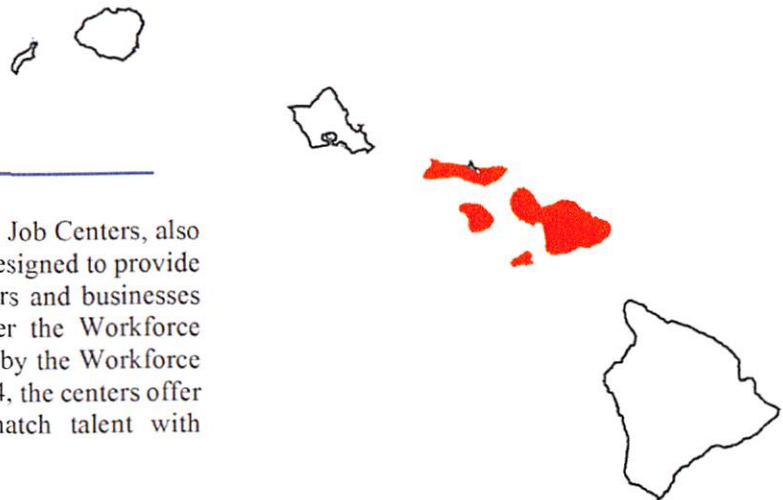 Job Centers, also
esigned to provide
rs and businesses
er the Workforce
by the Workforce
4, the centers offer
natch talent with